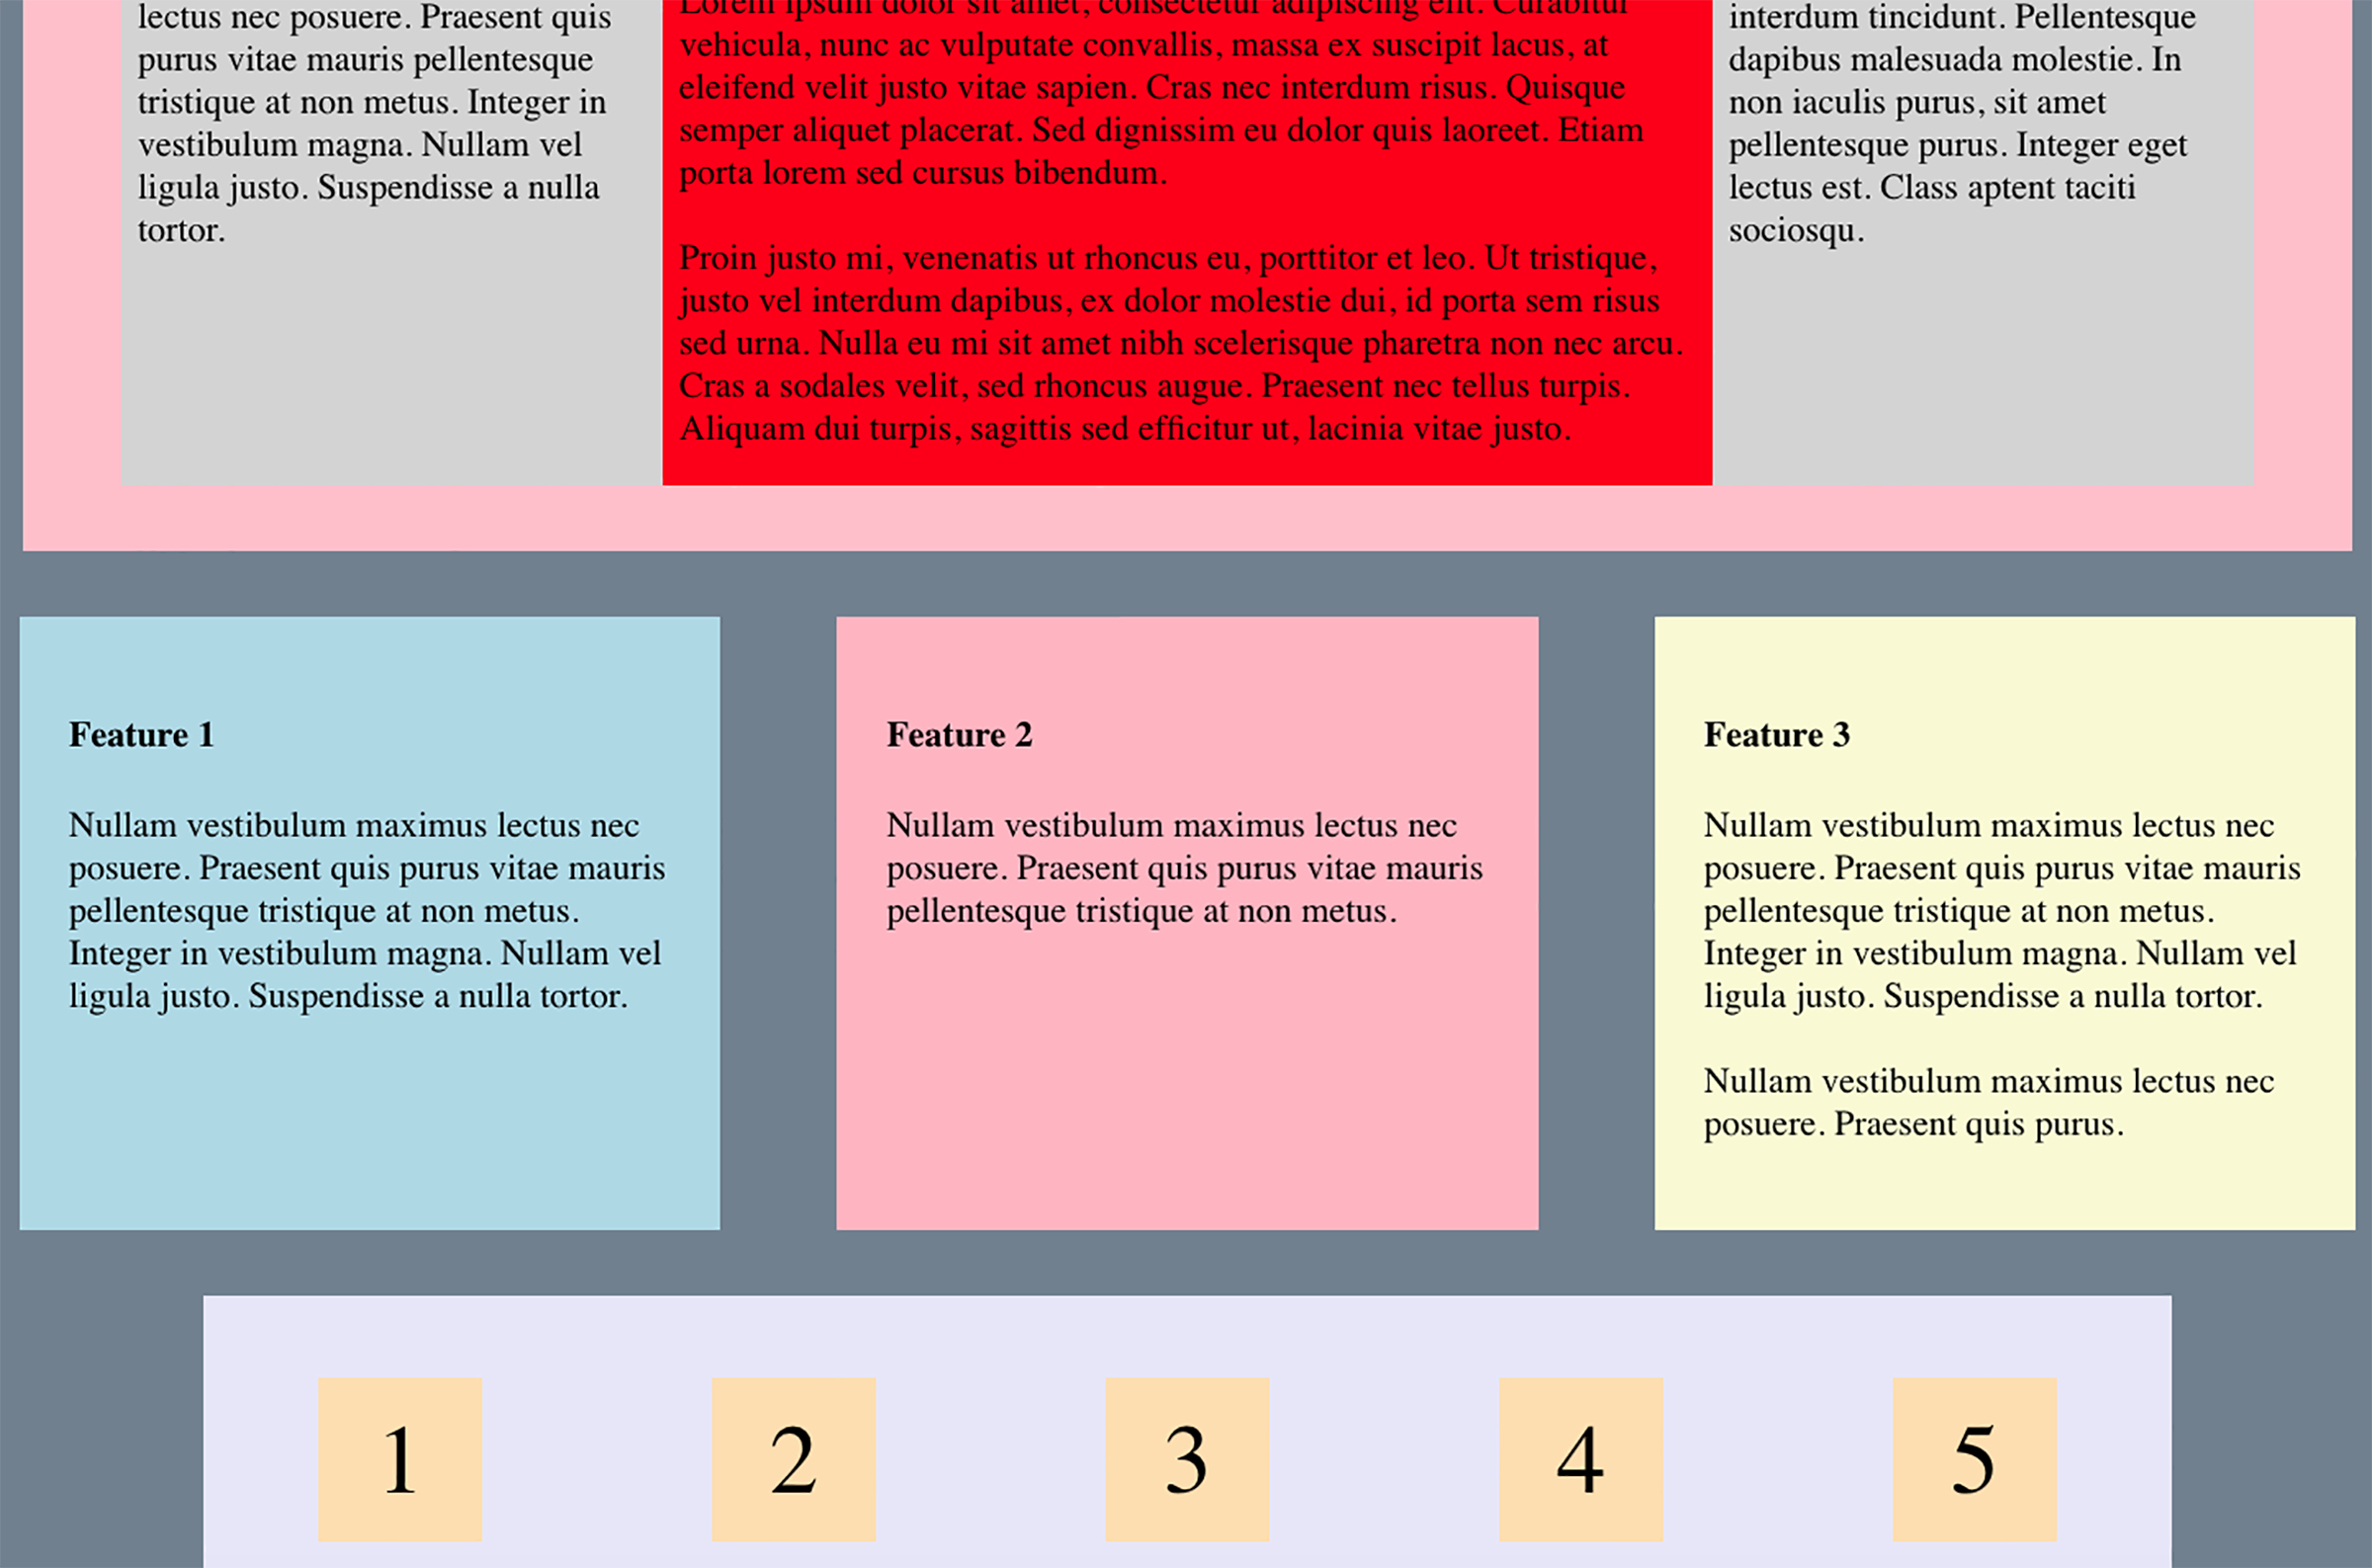 lectus nec posuere. Praesent quis
purus vitae mauris pellentesque
tristique at non metus. Integer in
vestibulum magna. Nullam vel
ligula justo. Suspendisse a nulla
tortor.
Lorem ipsum dolor sit amet, consectetur adipiscing elit. Curabitur
vehicula, nunc ac vulputate convallis, massa ex suscipit lacus, at
eleifend velit justo vitae sapien. Cras nec interdum risus. Quisque
semper aliquet placerat. Sed dignissim eu dolor quis laoreet. Etiam
porta lorem sed cursus bibendum.
Proin justo mi, venenatis ut rhoncus eu, porttitor et leo. Ut tristique,
justo vel interdum dapibus, ex dolor molestie dui, id porta sem risus
sed urna. Nulla eu mi sit amet nibh scelerisque pharetra non nec arcu.
Cras a sodales velit, sed rhoncus augue. Praesent nec tellus turpis.
Aliquam dui turpis, sagittis sed efficitur ut, lacinia vitae justo.
interdum tincidunt. Pellentesque
dapibus malesuada molestie. In
non iaculis purus, sit amet
pellentesque purus. Integer eget
lectus est. Class aptent taciti
sociosqu.
Feature 1
Nullam vestibulum maximus lectus nec
posuere. Praesent quis purus vitae mauris
pellentesque tristique at non metus.
Integer in vestibulum magna. Nullam vel
ligula justo. Suspendisse a nulla tortor.
Feature 2
Nullam vestibulum maximus lectus nec
posuere. Praesent quis purus vitae mauris
pellentesque tristique at non metus.
Feature 3
Nullam vestibulum maximus lectus nec
posuere. Praesent quis purus vitae mauris
pellentesque tristique at non metus.
Integer in vestibulum magna. Nullam vel
ligula justo. Suspendisse a nulla tortor.
Nullam vestibulum maximus lectus nec
posuere. Praesent quis purus.
1 2 3 4 5